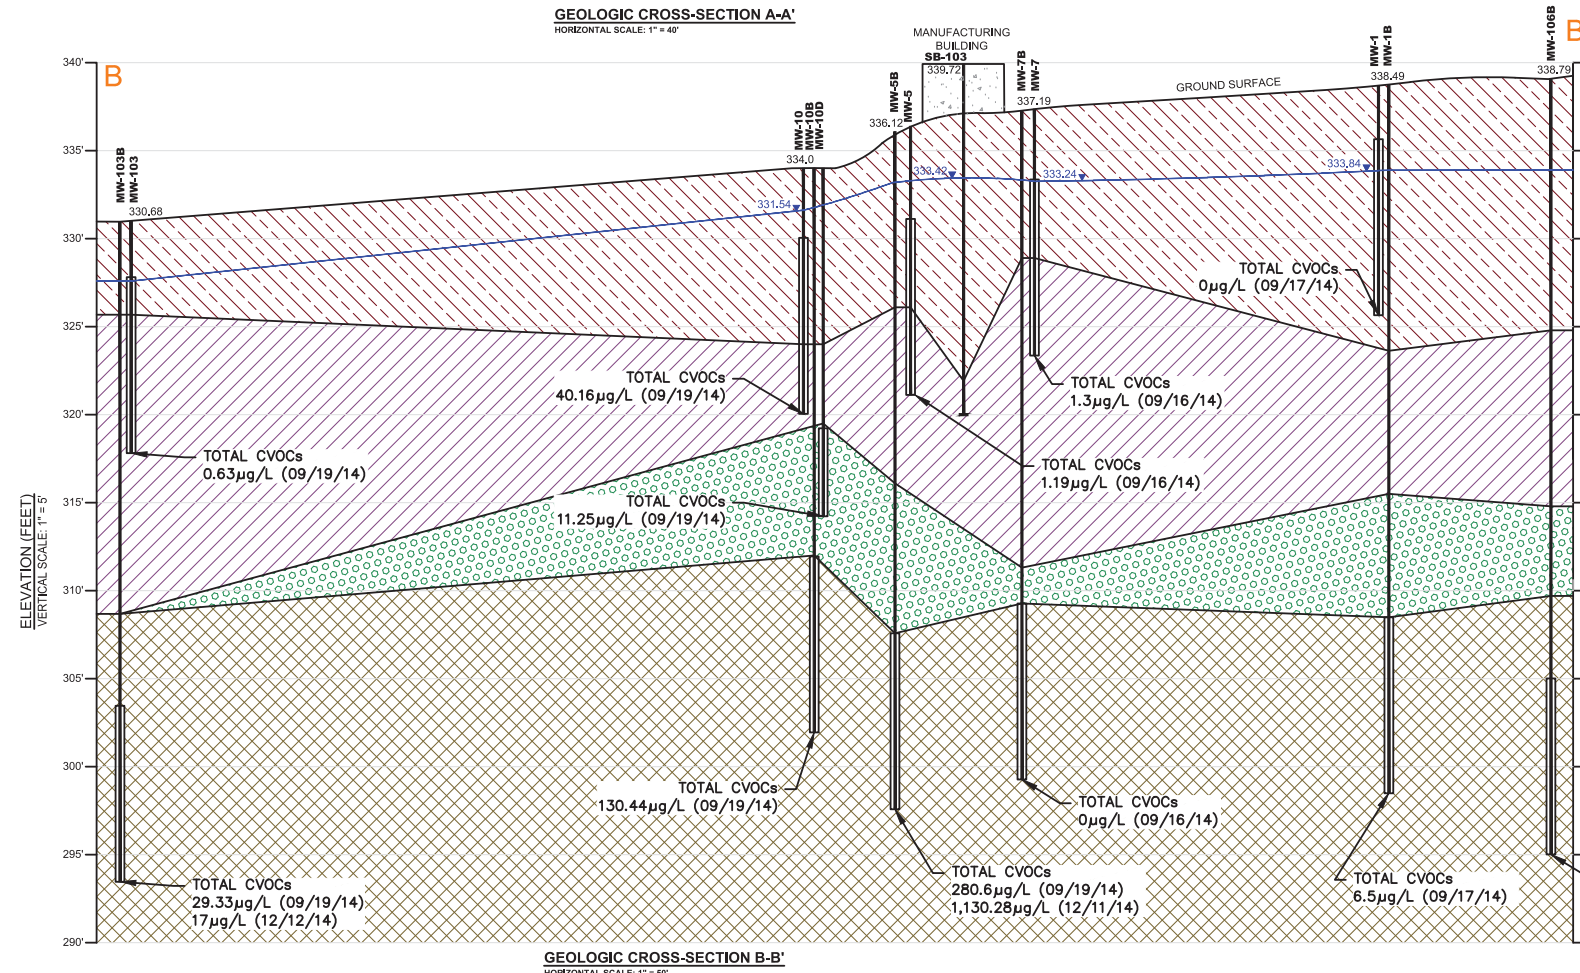 GEOLOGIC CROSS-SECTION A-A'
HORIZONTAL SCALE: 1" = 40'
B
B
MANUFACTURING
BUILDING
SB-103
339.72
GROUND SURFACE
MW-103B
MW-103
330.68
MW-10
MW-10B
MW-10D
334.0
MW-5B
MW-5
336.12
MW-7B
MW-7
337.19
MW-1
MW-1B
338.49
MW-106B
338.79
331.54
333.42
333.24
333.84
340'
335'
330'
325'
320'
315'
310'
305'
300'
295'
290'
ELEVATION (FEET)
VERTICAL SCALE: 1" = 5'
TOTAL CVOCs
0µg/L (09/17/14)
TOTAL CVOCs
40.16µg/L (09/19/14)
TOTAL CVOCs
1.3µg/L (09/16/14)
TOTAL CVOCs
0.63µg/L (09/19/14)
TOTAL CVOCs
1.19µg/L (09/16/14)
TOTAL CVOCs
11.25µg/L (09/19/14)
TOTAL CVOCs
130.44µg/L (09/19/14)
TOTAL CVOCs
0µg/L (09/16/14)
TOTAL CVOCs
29.33µg/L (09/19/14)
17µg/L (12/12/14)
TOTAL CVOCs
280.6µg/L (09/19/14)
1,130.28µg/L (12/11/14)
TOTAL CVOCs
6.5µg/L (09/17/14)
GEOLOGIC CROSS-SECTION B-B'
HORIZONTAL SCALE: 1" = 50'